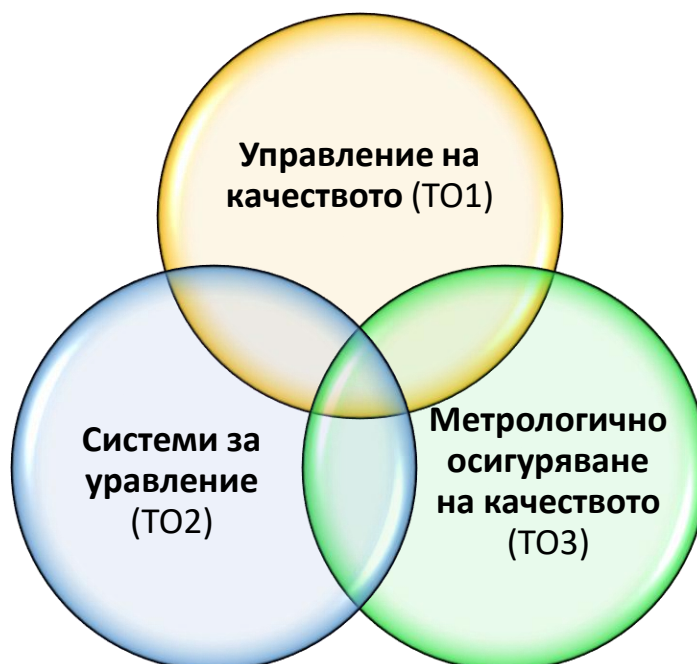 Управление на
качеството (ТО1)
Системи за
уравление
(ТО2)
Метрологично
осигуряване
на качеството
(ТО3)